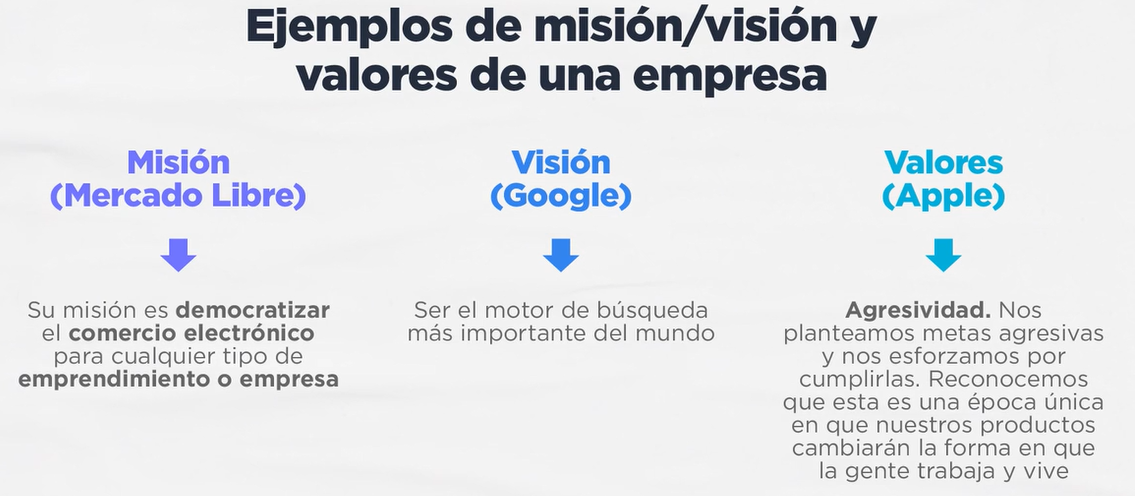 Ejemplos de misión/visión y
valores de una empresa
Misión
(Mercado Libre)
Su misión es democratizar
el comercio electrónico
para cualquier tipo de
emprendimiento o empresa
Visión
(Google)
Ser el motor de búsqueda
más importante del mundo
Valores
(Apple)
Agresividad. Nos
planteamos metas agresivas
y nos esforzamos por
cumplirlas. Reconocemos
que esta es una época única
en que nuestros productos
cambiarán la forma en que
la gente trabaja y vive